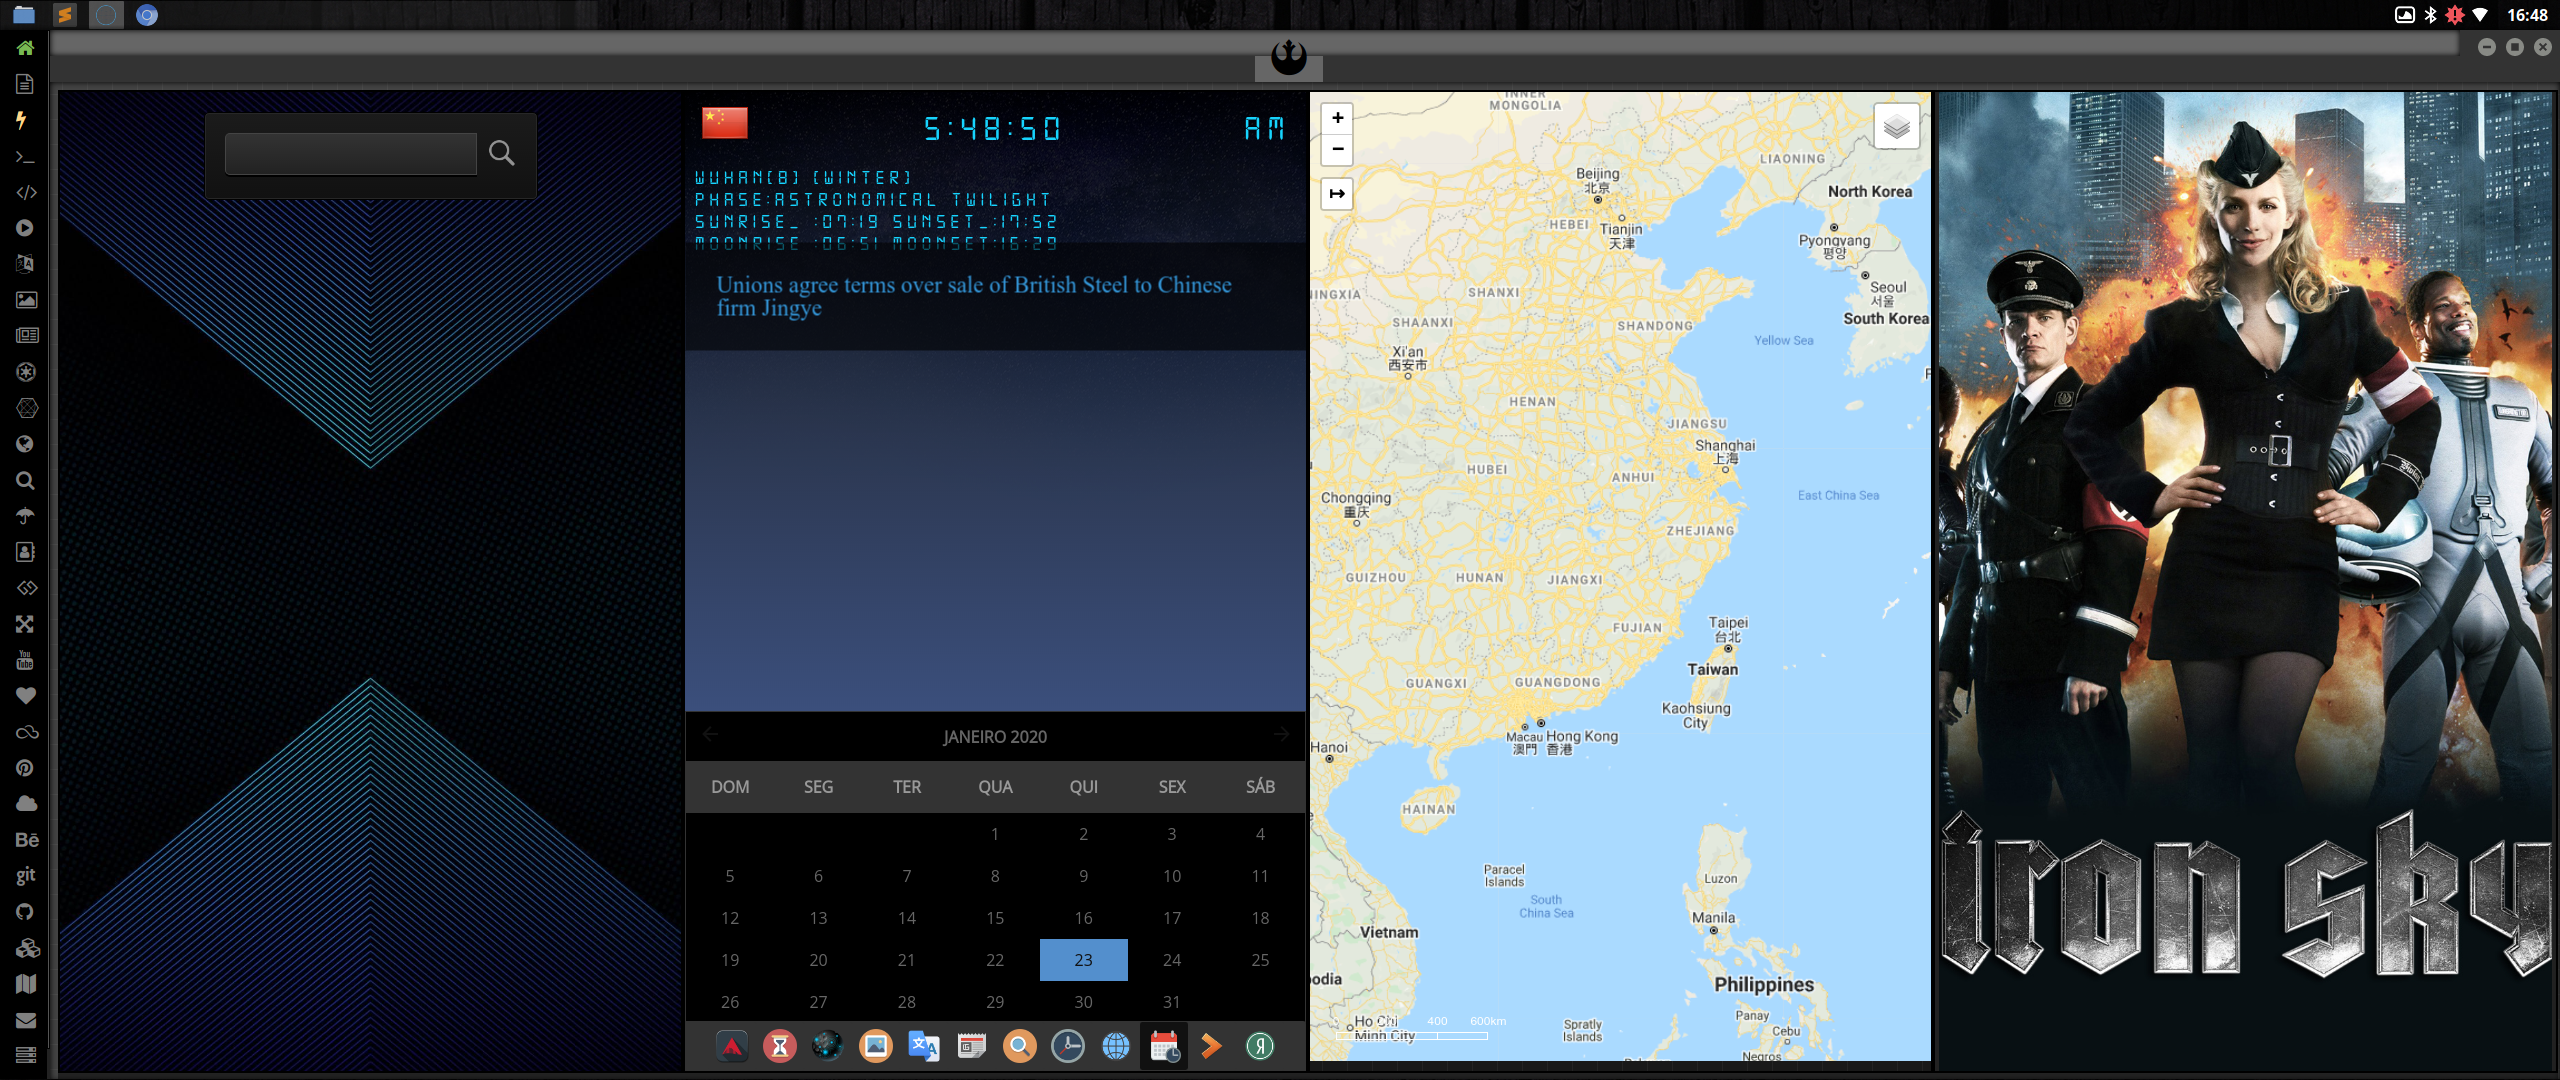 16:48
5:48:50 AM
WUHAN(8) (WINTER)
PHASE:ASTRONOMICAL TWILIGHT
SUNRISE_ :07:19 SUNSET_:17:52
MOONRISE :06:51 MOONSET:16:29
Unions agree terms over sale of British Steel to Chinese
firm Jingye
JANEIRO 2020
DOM SEG TER QUA QUI SEX SÁB
1 2 3 4
5 6 7 8 9 10 11
12 13 14 15 16 17 18
19 20 21 22 23 24 25
26 27 28 29 30 31
You
Tube
Bē
git
+
−
INNER
MONGOLIA
LIAONING
Beijing
北京
North Korea
HEBEI
Tianjin
天津
Pyongyang
평양
Seoul
서울
South Korea
NINGXIA
SHANXI
SHAANXI
SHANDONG
Yellow Sea
Xi'an
西安市
HENAN
JIANGSU
Shanghai
上海
HUBEI
ANHUI
Chongqing
重庆
East China Sea
ZHEJIANG
GUIZHOU
HUNAN
JIANGXI
FUJIAN
Taipei
台北
Taiwan
GUANGXI
GUANGDONG
Kaohsiung
City
Macau
澳門
Hong Kong
香港
Hanoi
HAINAN
Paracel
Islands
Luzon
South
China Sea
Manila
Vietnam
odia
Philippines
Panay
Cebu
Ho Chi
Minh City
400 600km
Spratly
Islands
Negros
iron sky